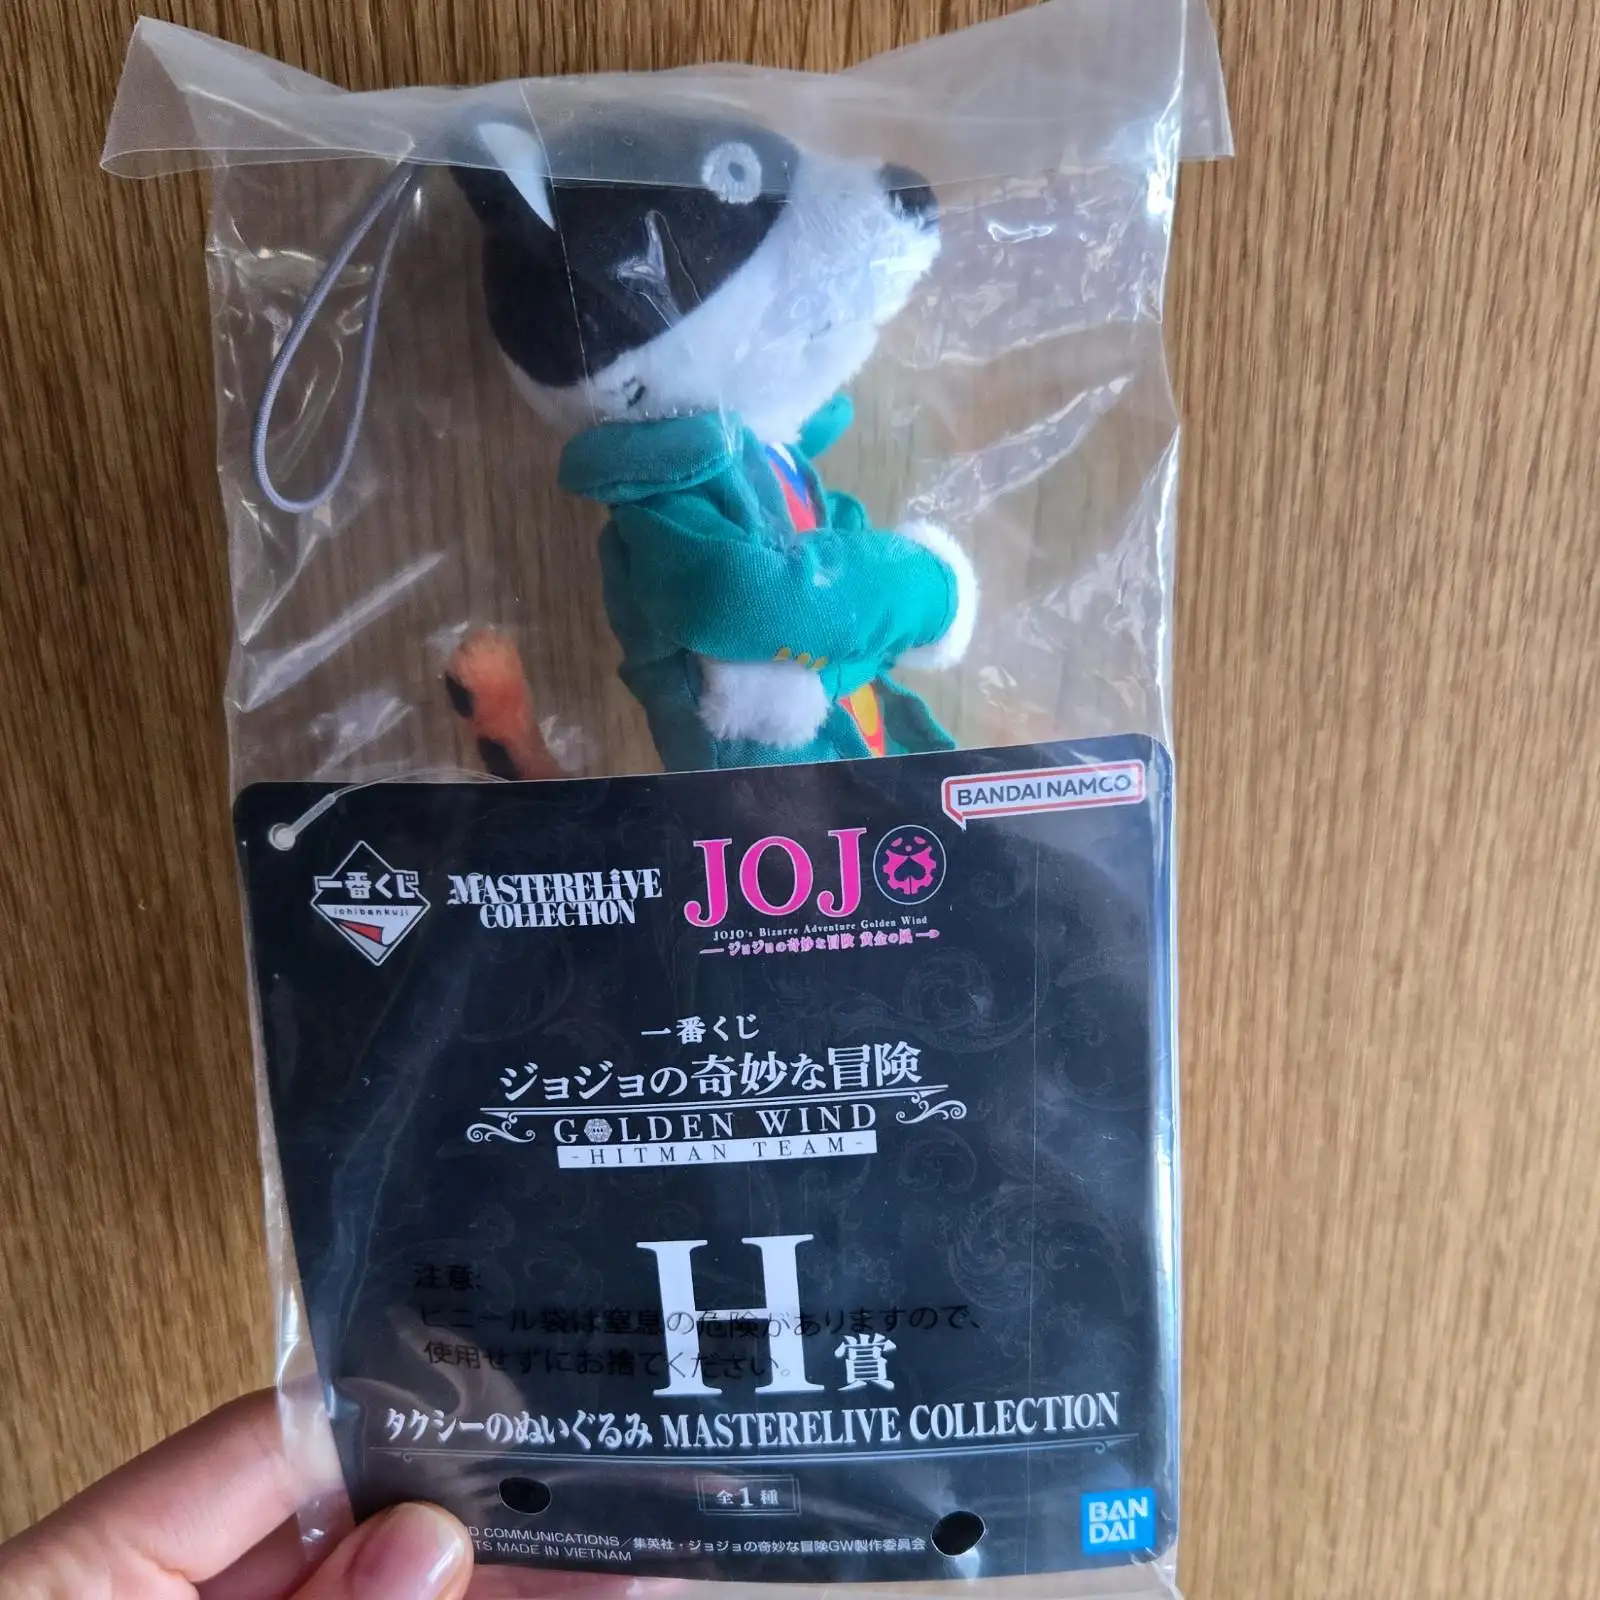 BANDAI NAMCO
一番くじ
ichibankuji
MASTERELIVE
COLLECTION
JOJO
JOJO's Bizarre Adventure Golden Wind
ジョジョの奇妙な冒険 黄金の風
一番くじ
ジョジョの奇妙な冒険
GOLDEN WIND
-HITMAN TEAM-
H賞
注意:
ビニール袋は窒息の危険がありますので、
使用せずにお捨てください。
タクシーのぬいぐるみ MASTERELIVE COLLECTION
全1種
BAN
DAI
COMMUNICATIONS/集英社・ジョジョの奇妙な冒険GW製作委員会
MADE IN VIETNAM